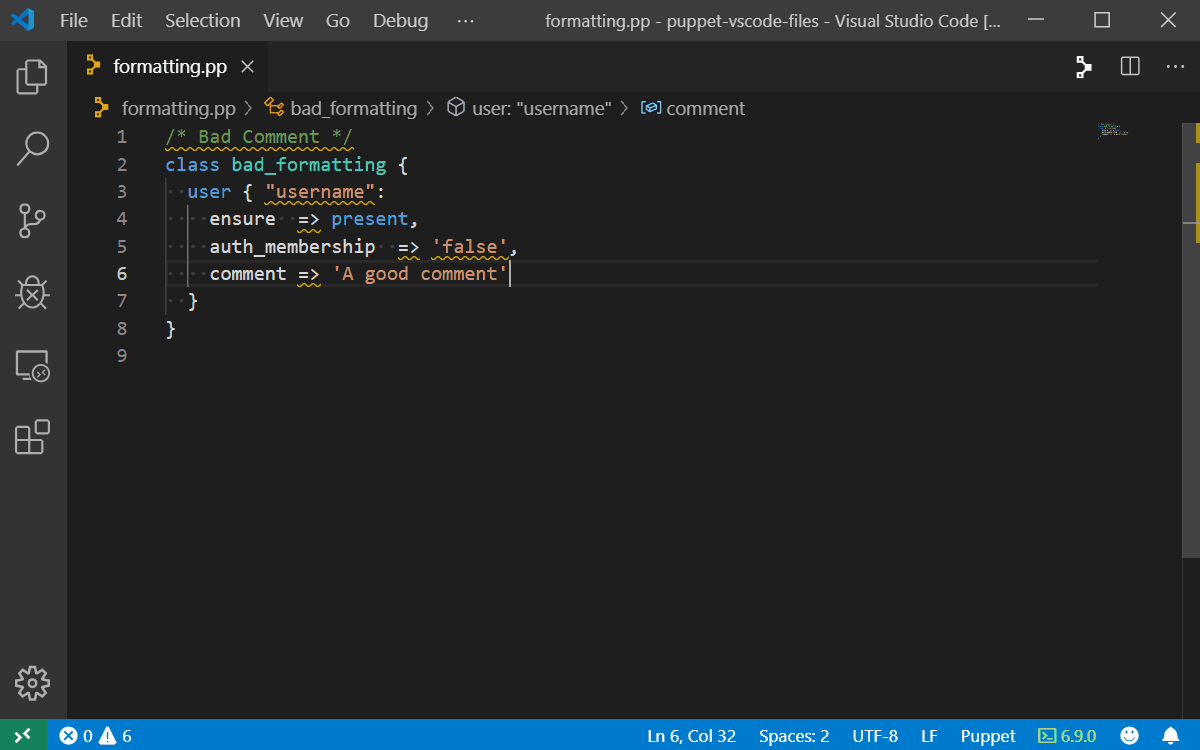 File Edit Selection View Go Debug ··· formatting.pp - puppet-vscode-files - Visual Studio Code [...
formatting.pp
formatting.pp > bad_formatting > user: "username" > comment
1 /* Bad Comment */
2 class bad_formatting {
3   user { "username":
4     ensure  => present,
5     auth_membership  => 'false',
6     comment => 'A good comment'
7   }
8 }
9
0 6 Ln 6, Col 32 Spaces: 2 UTF-8 LF Puppet 6.9.0